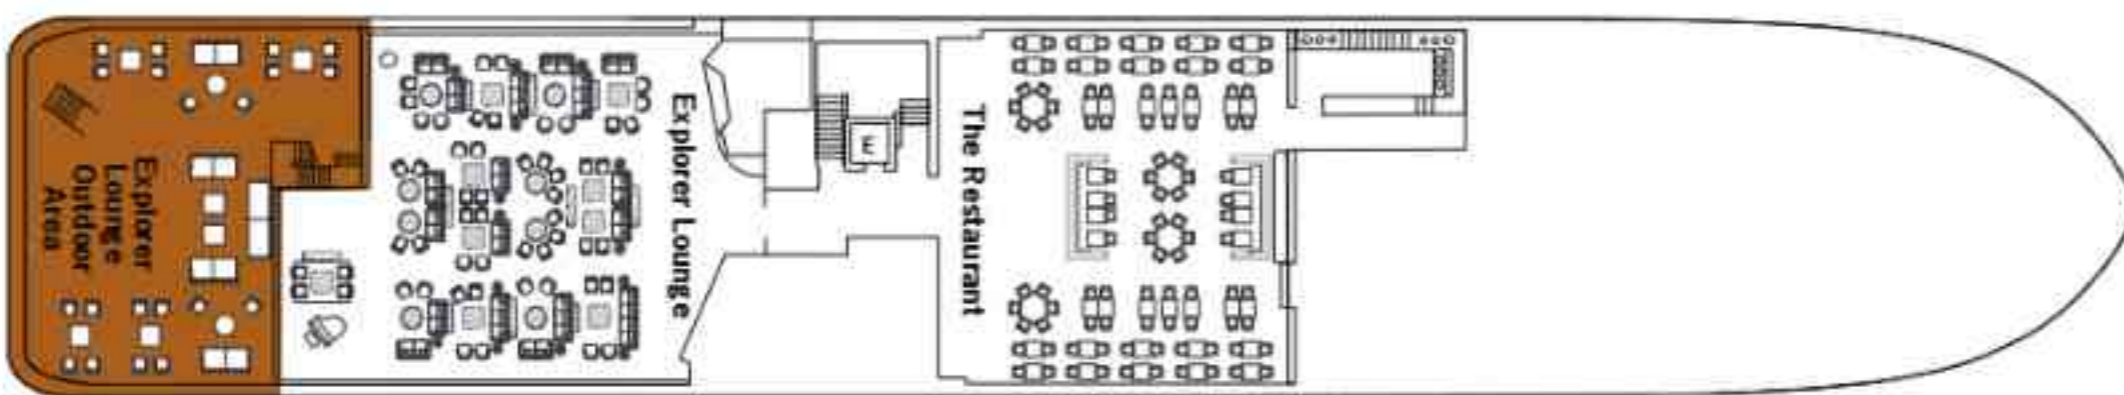 Explorer
Lounge
Outdoor
Area
Explorer Lounge
E
The Restaurant